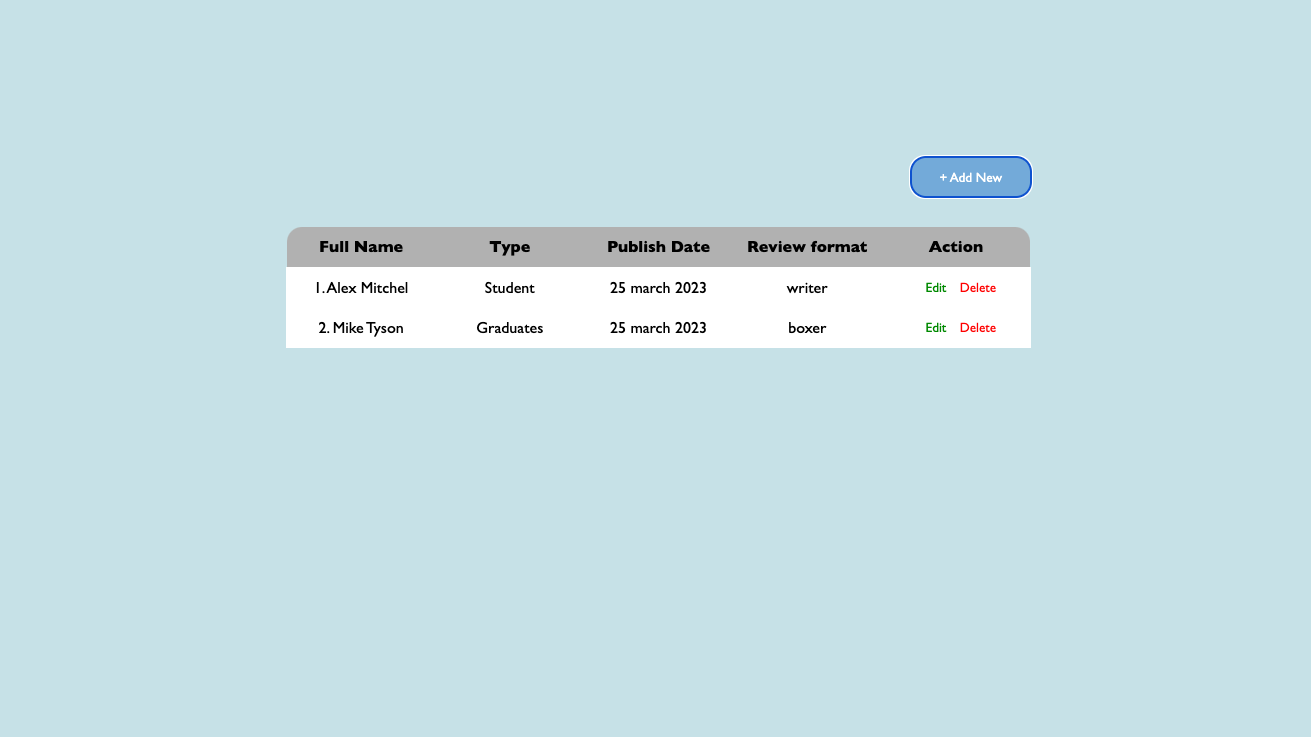 + Add New
Full Name Type Publish Date Review format Action
1. Alex Mitchel Student 25 march 2023 writer Edit Delete
2. Mike Tyson Graduates 25 march 2023 boxer Edit Delete